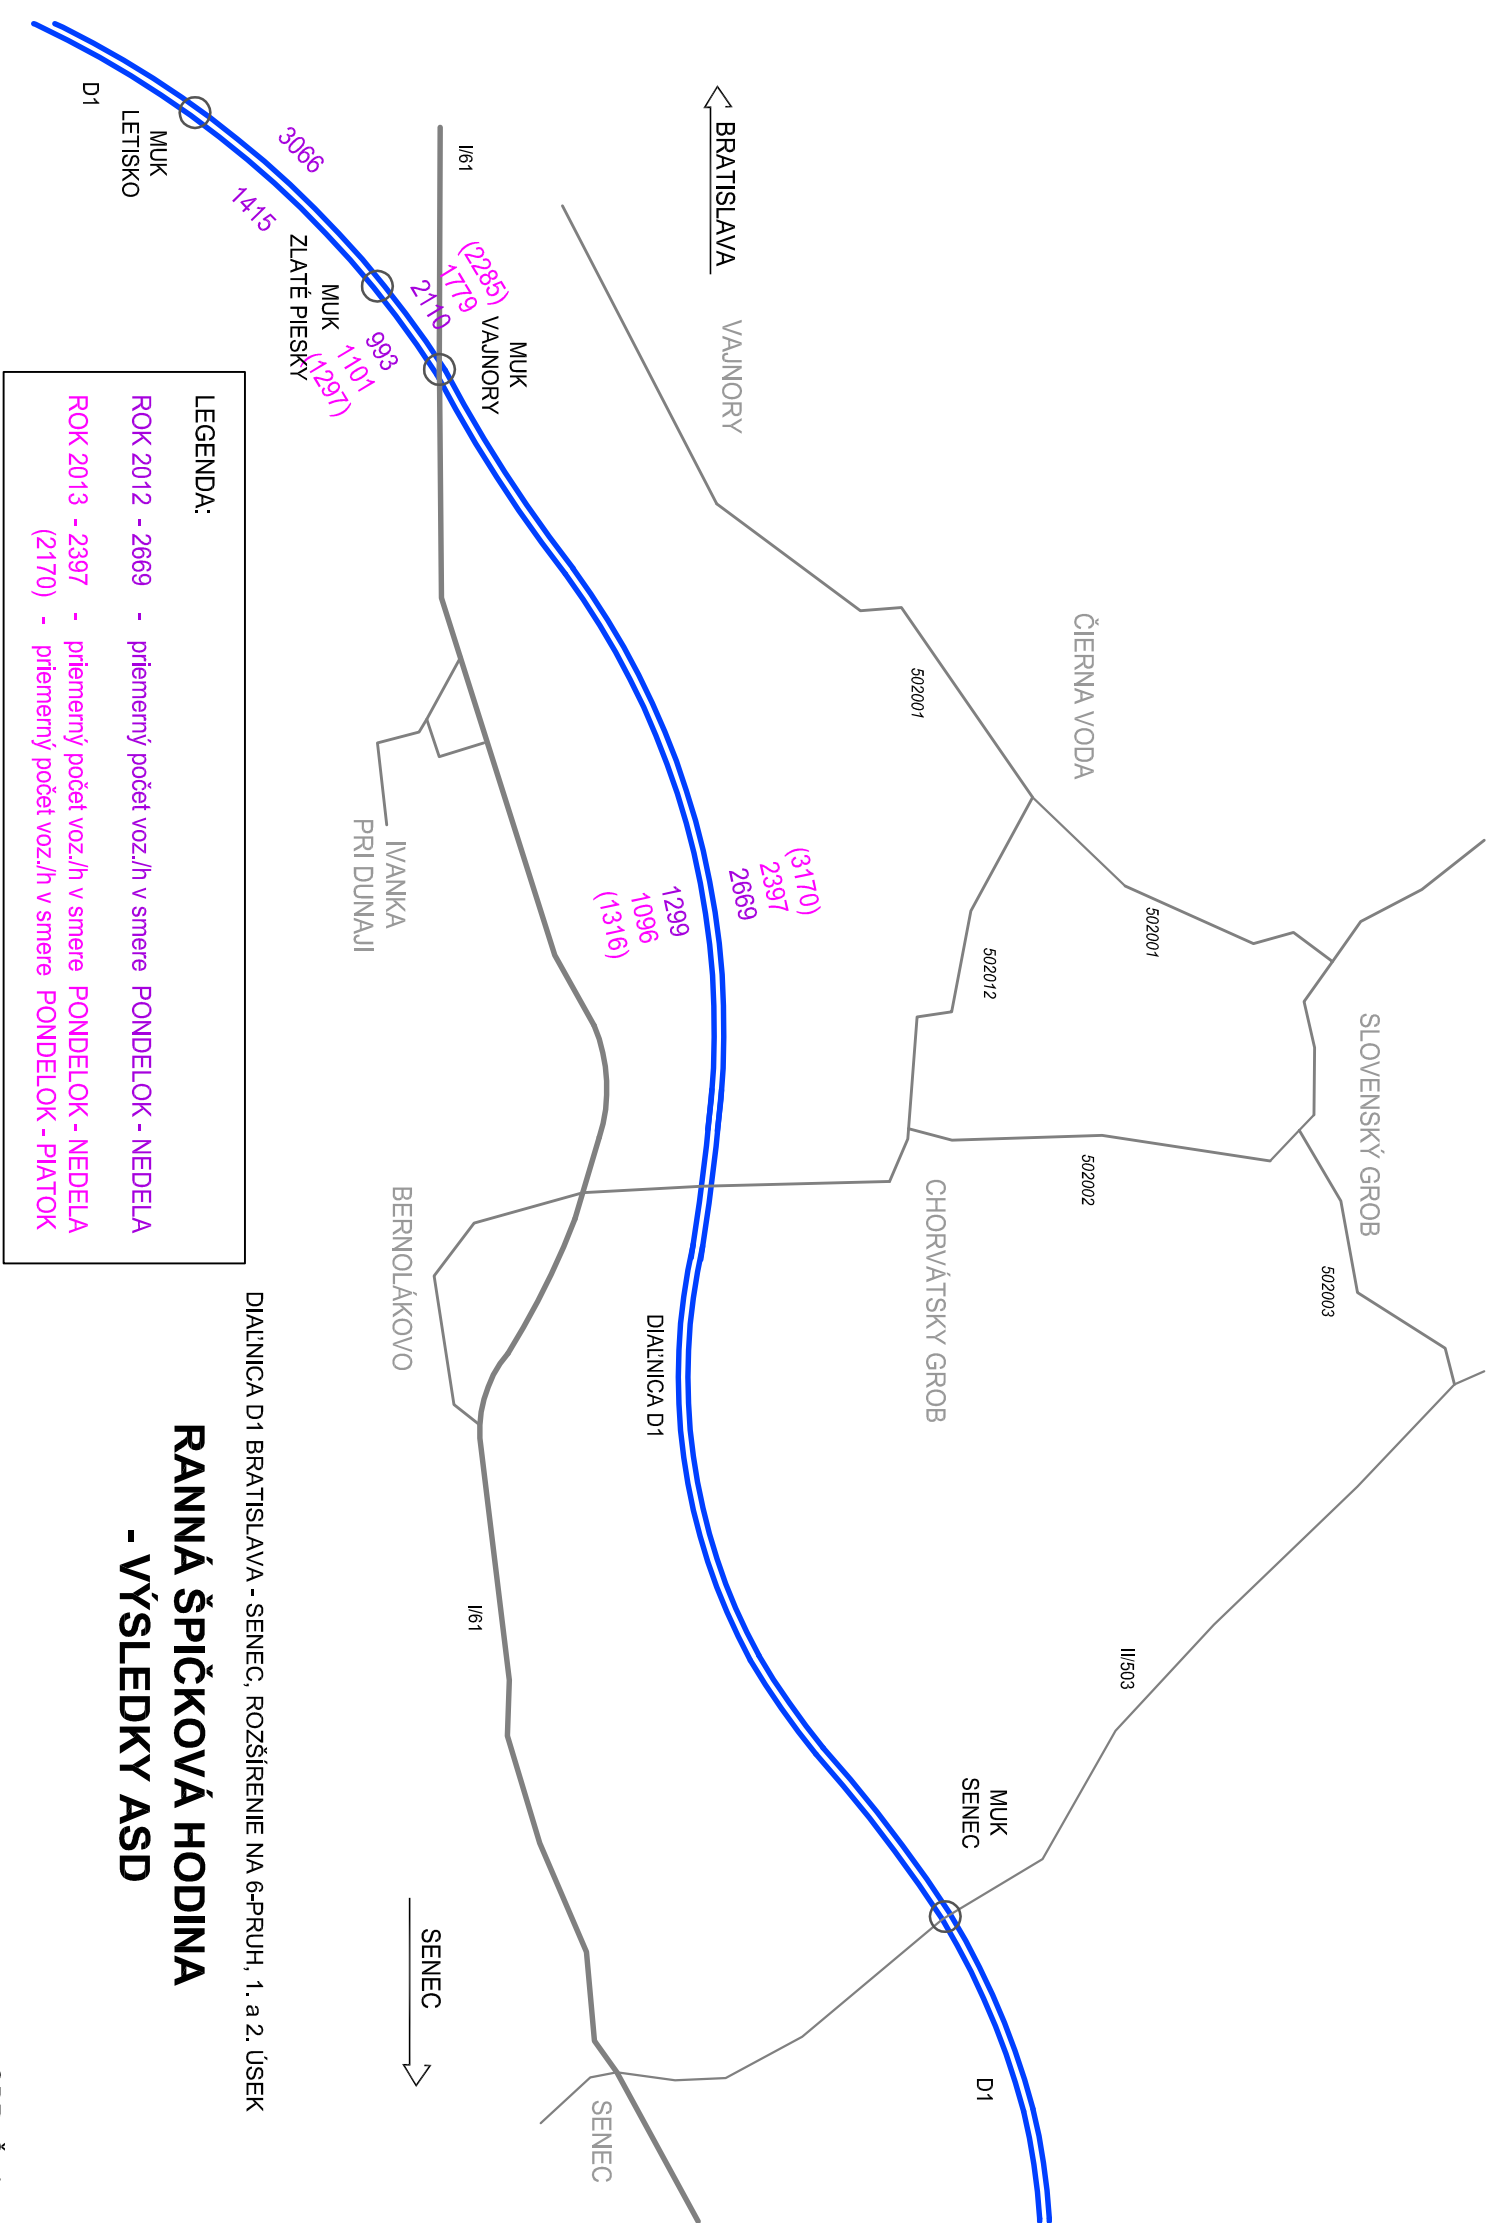 BRATISLAVA
VAJNORY
ČIERNA VODA
SLOVENSKÝ GROB
CHORVÁTSKY GROB
502001
502001
502012
502002
502003
II/503
D1
MUK
LETISKO
3066
1415
MUK
ZLATÉ PIESKY
I/61
(2285)
1779
2110
993
1101
(1297)
MUK
VAJNORY
(3170)
2397
2669
1299
1096
(1316)
IVANKA
PRI DUNAJI
BERNOLÁKOVO
DIAĽNICA D1
I/61
MUK
SENEC
D1
SENEC
SENEC
LEGENDA:
ROK 2012 - 2669 - priemerný počet voz./h v smere PONDELOK - NEDELA
ROK 2013 - 2397 - priemerný počet voz./h v smere PONDELOK - NEDELA
(2170) - priemerný počet voz./h v smere PONDELOK - PIATOK
DIAĽNICA D1 BRATISLAVA - SENEC, ROZŠÍRENIE NA 6-PRUH, 1. a 2. ÚSEK
RANNÁ ŠPIČKOVÁ HODINA
- VÝSLEDKY ASD